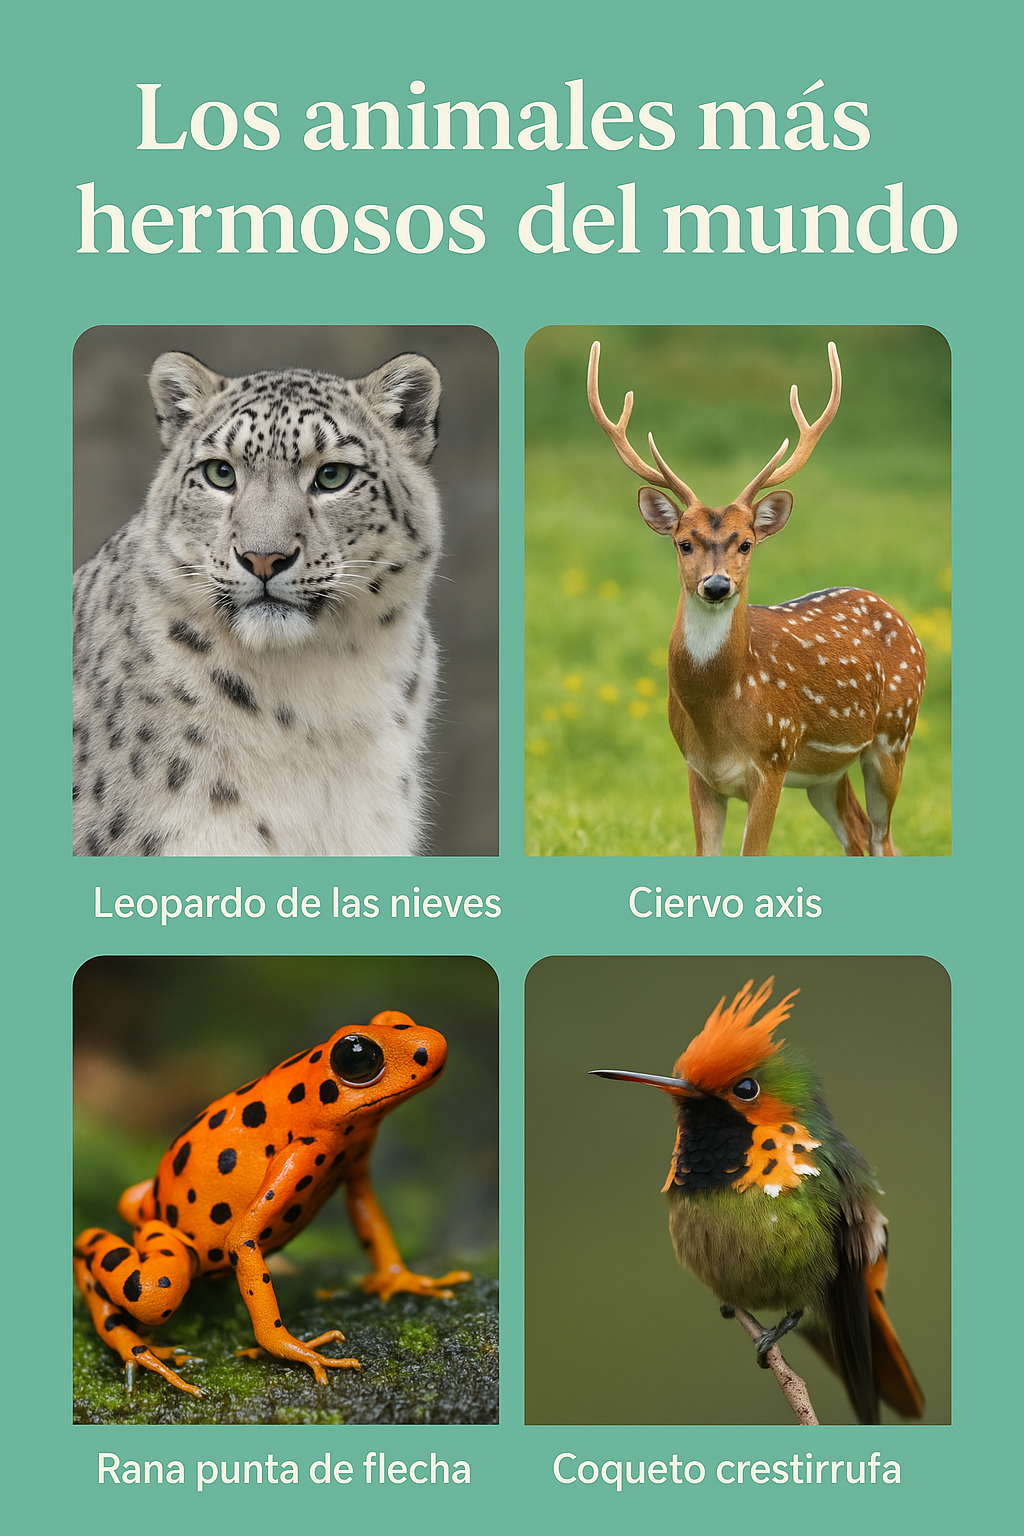 Los animales más
hermosos del mundo
Leopardo de las nieves
Ciervo axis
Rana punta de flecha
Coqueto crestirrufa